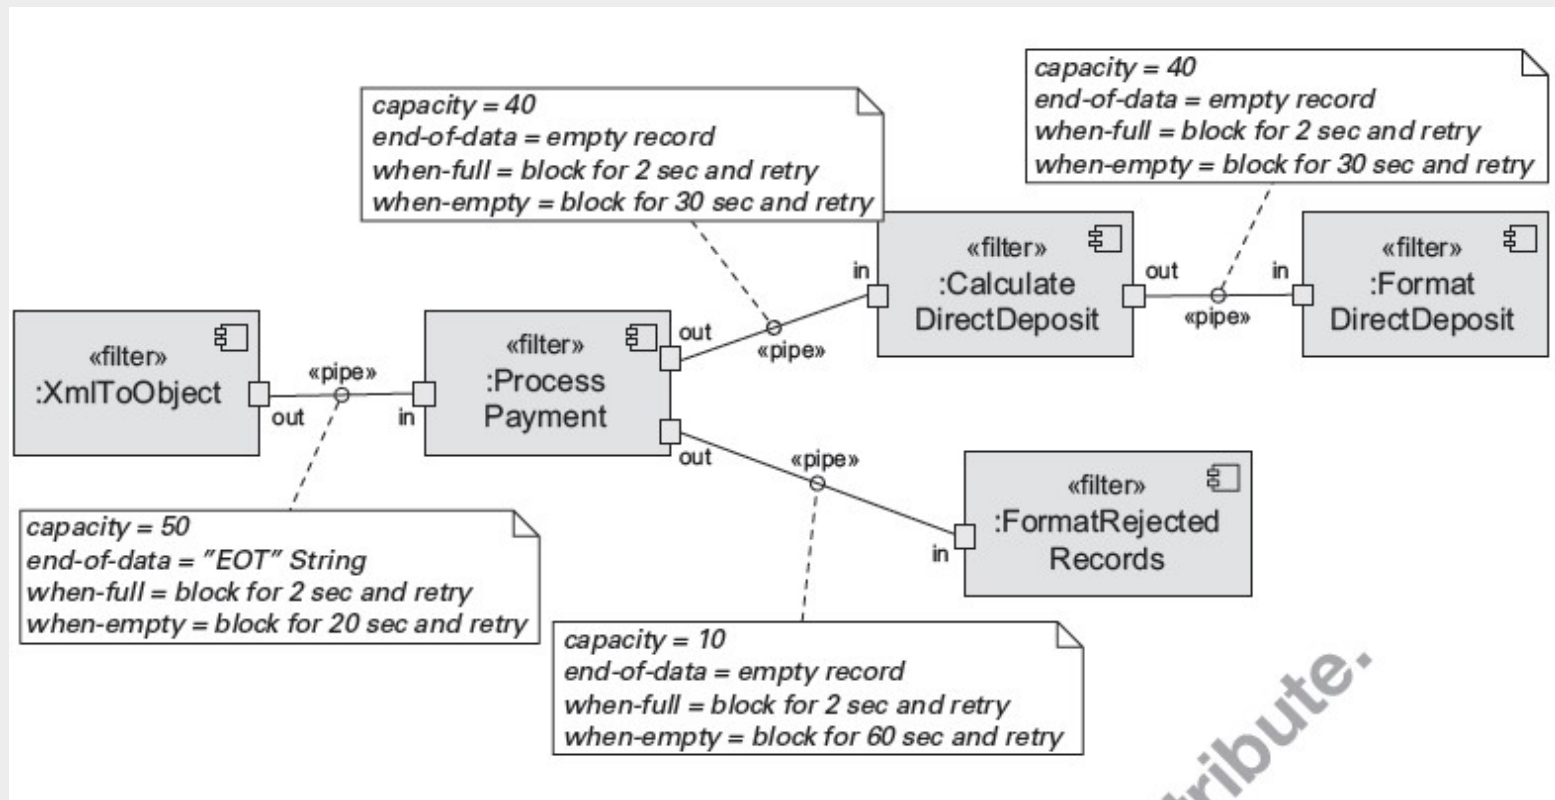 capacity = 40
end-of-data = empty record
when-full = block for 2 sec and retry
when-empty = block for 30 sec and retry
capacity = 40
end-of-data = empty record
when-full = block for 2 sec and retry
when-empty = block for 30 sec and retry
«filter»
:XmlToObject
out
«pipe»
in
«filter»
:Process
Payment
out
out
«pipe»
in
«filter»
:Calculate
DirectDeposit
out
«pipe»
in
«filter»
:Format
DirectDeposit
«pipe»
in
«filter»
:FormatRejected
Records
capacity = 50
end-of-data = "EOT" String
when-full = block for 2 sec and retry
when-empty = block for 20 sec and retry
capacity = 10
end-of-data = empty record
when-full = block for 2 sec and retry
when-empty = block for 60 sec and retry